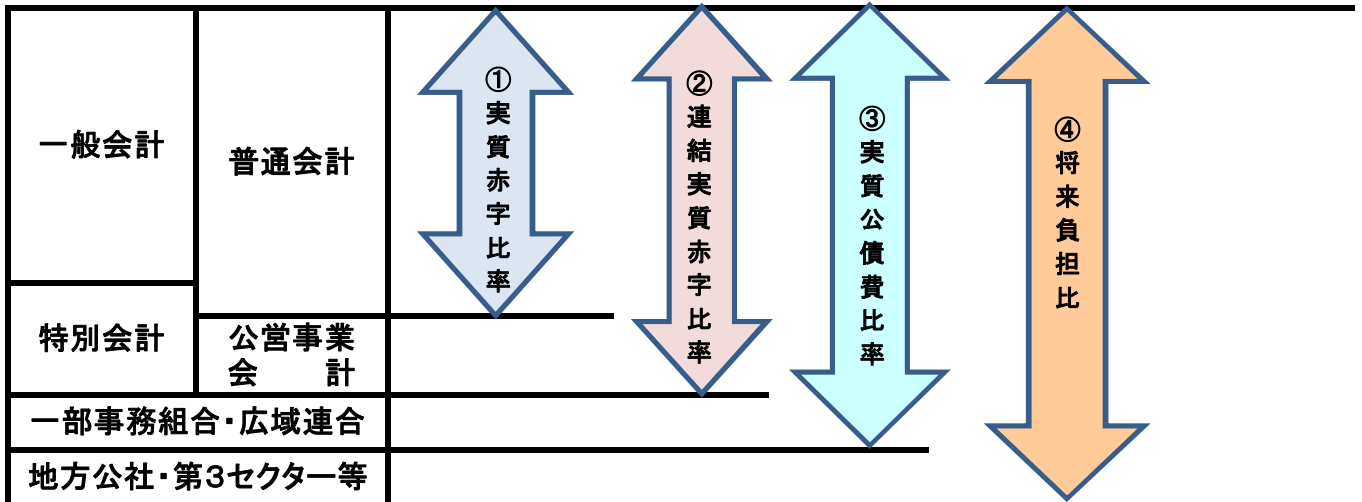 一般会計
普通会計
①実質赤字比率
②連結実質赤字比率
③実質公債費比率
④将来負担比
特別会計
公営事業
会　　計
一部事務組合・広域連合
地方公社・第3セクター等